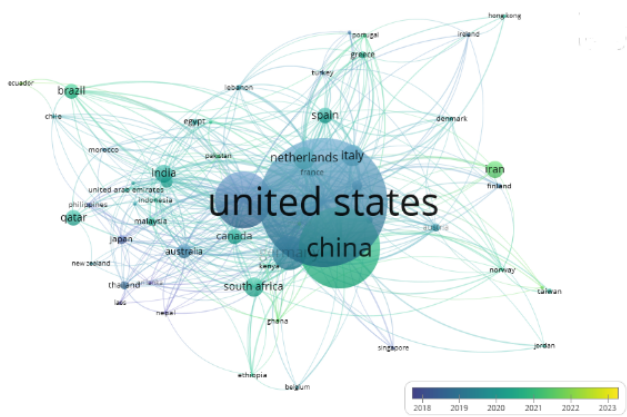 hongkong
portugal
ireland
greece
turkey
ecuador
brazil
lebanon
chile
egypt
spain
denmark
morocco
pakistan
netherlands
italy
france
india
iran
finland
united arab emirates
indonesia
philippines
united states
qatar
malaysia
austria
japan
canada
china
australia
new zealand
kenya
norway
thailand
south africa
taiwan
laos
nepal
ghana
singapore
jordan
ethiopia
belgium
2018 2019 2020 2021 2022 2023